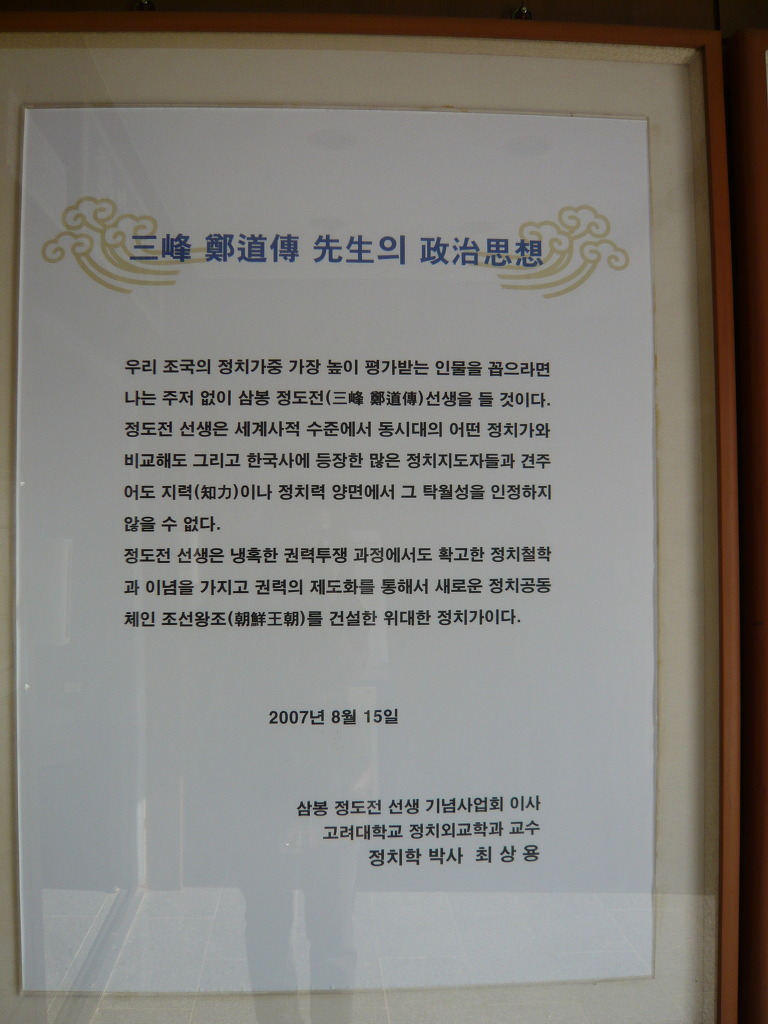 三峰 鄭道傳 先生의 政治思想
우리 조국의 정치가중 가장 높이 평가받는 인물을 꼽으라면
나는 주저 없이 삼봉 정도전(三峰 鄭道傳)선생을 들 것이다.
정도전 선생은 세계사적 수준에서 동시대의 어떤 정치가와
비교해도 그리고 한국사에 등장한 많은 정치지도자들과 견주
어도 지력(知力)이나 정치력 양면에서 그 탁월성을 인정하지
않을 수 없다.
정도전 선생은 냉혹한 권력투쟁 과정에서도 확고한 정치철학
과 이념을 가지고 권력의 제도화를 통해서 새로운 정치공동
체인 조선왕조(朝鮮王朝)를 건설한 위대한 정치가이다.
2007년 8월 15일
삼봉 정도전 선생 기념사업회 이사
고려대학교 정치외교학과 교수
정치학 박사 최 상 용